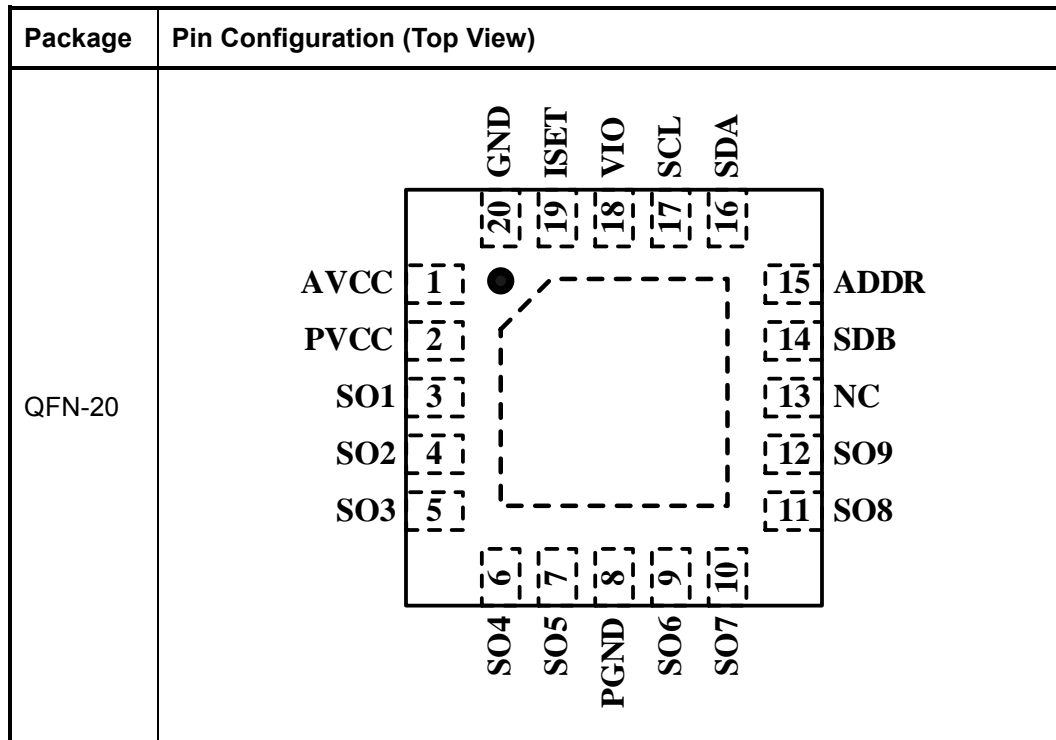 Package Pin Configuration (Top View)
QFN-20
GND ISET VIO SCL SDA
20 19 18 17 16
AVCC 1 15 ADDR
PVCC 2 14 SDB
SO1 3 13 NC
SO2 4 12 SO9
SO3 5 11 SO8
6 7 8 9 10
SO4 SO5 PGND SO6 SO7